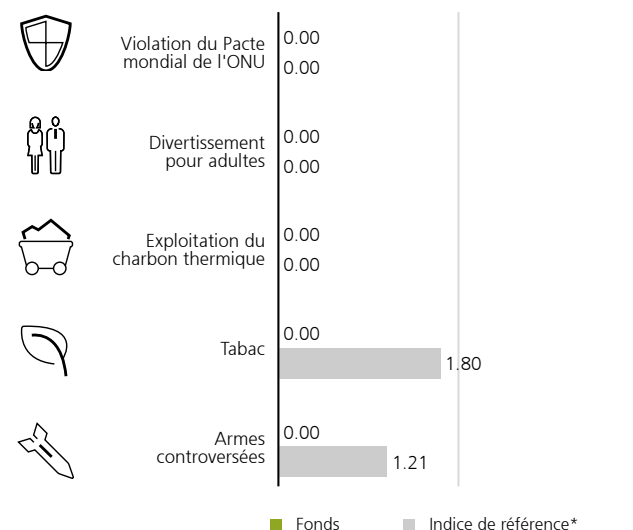 Violation du Pacte
mondial de l'ONU
0.00
0.00
Divertissement
pour adultes
0.00
0.00
Exploitation du
charbon thermique
0.00
0.00
Tabac
0.00
1.80
Armes
controversées
0.00
1.21
Fonds
Indice de référence*